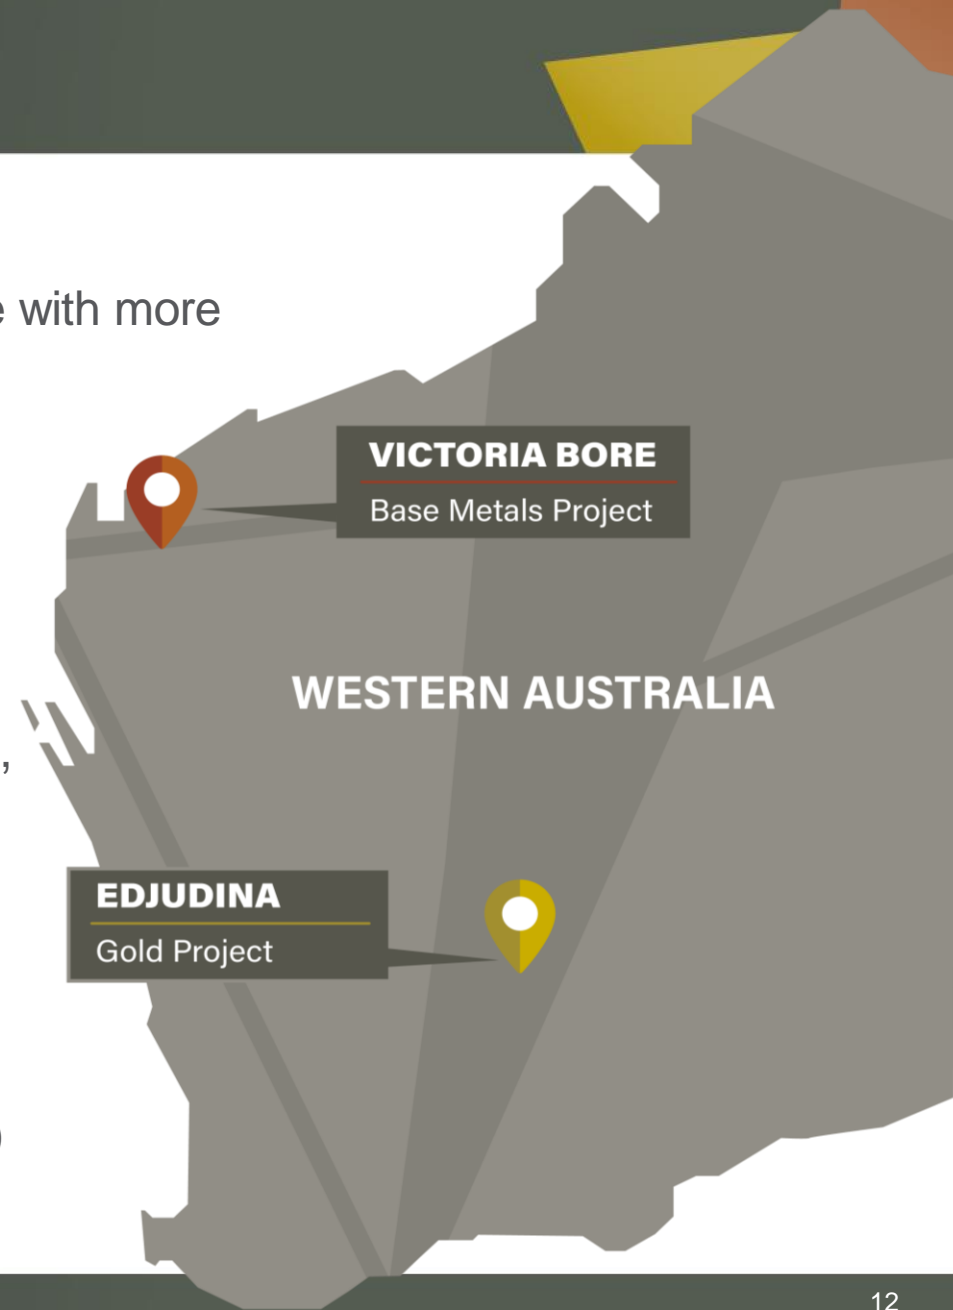 with more
VICTORIA BORE
Base Metals Project
WESTERN AUSTRALIA
,
EDJUDINA
Gold Project
)
12